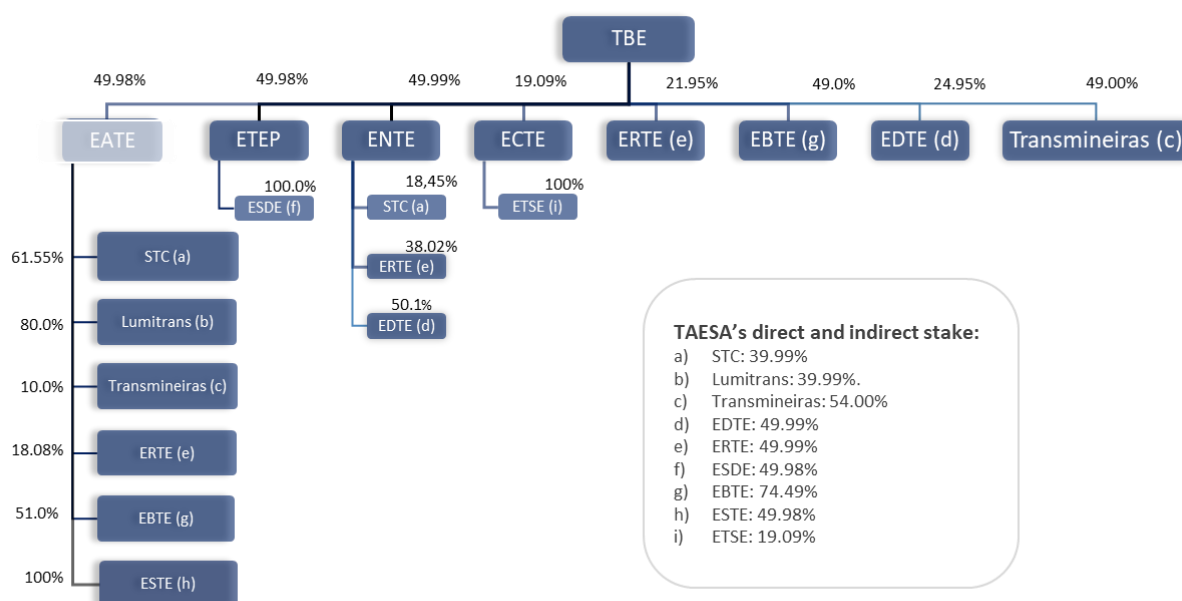 TBE
49.98%
49.98%
49.99%
19.09%
21.95%
49.0%
24.95%
49.00%
EATE
ETEP
ENTE
ECTE
ERTE (e)
EBTE (g)
EDTE (d)
Transmineiras (c)
100.0%
ESDE (f)
18,45%
STC (a)
100%
ETSE (i)
38.02%
ERTE (e)
50.1%
EDTE (d)
61.55%
STC (a)
80.0%
Lumitrans (b)
10.0%
Transmineiras (c)
18.08%
ERTE (e)
51.0%
EBTE (g)
100%
ESTE (h)
TAESA's direct and indirect stake:
a) STC: 39.99%
b) Lumitrans: 39.99%.
c) Transmineiras: 54.00%
d) EDTE: 49.99%
e) ERTE: 49.99%
f) ESDE: 49.98%
g) EBTE: 74.49%
h) ESTE: 49.98%
i) ETSE: 19.09%